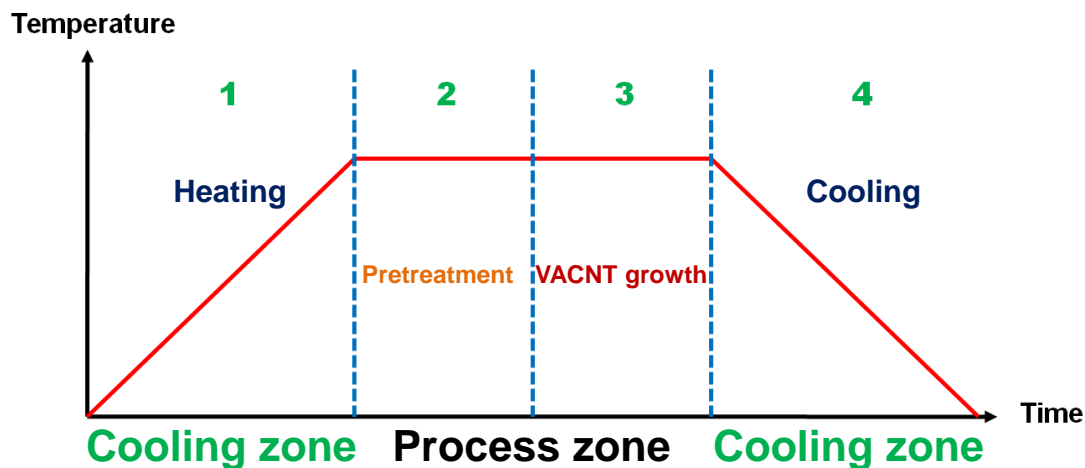 Temperature
1
2
3
4
Heating
Cooling
Pretreatment
VACNT growth
Time
Cooling zone
Process zone
Cooling zone